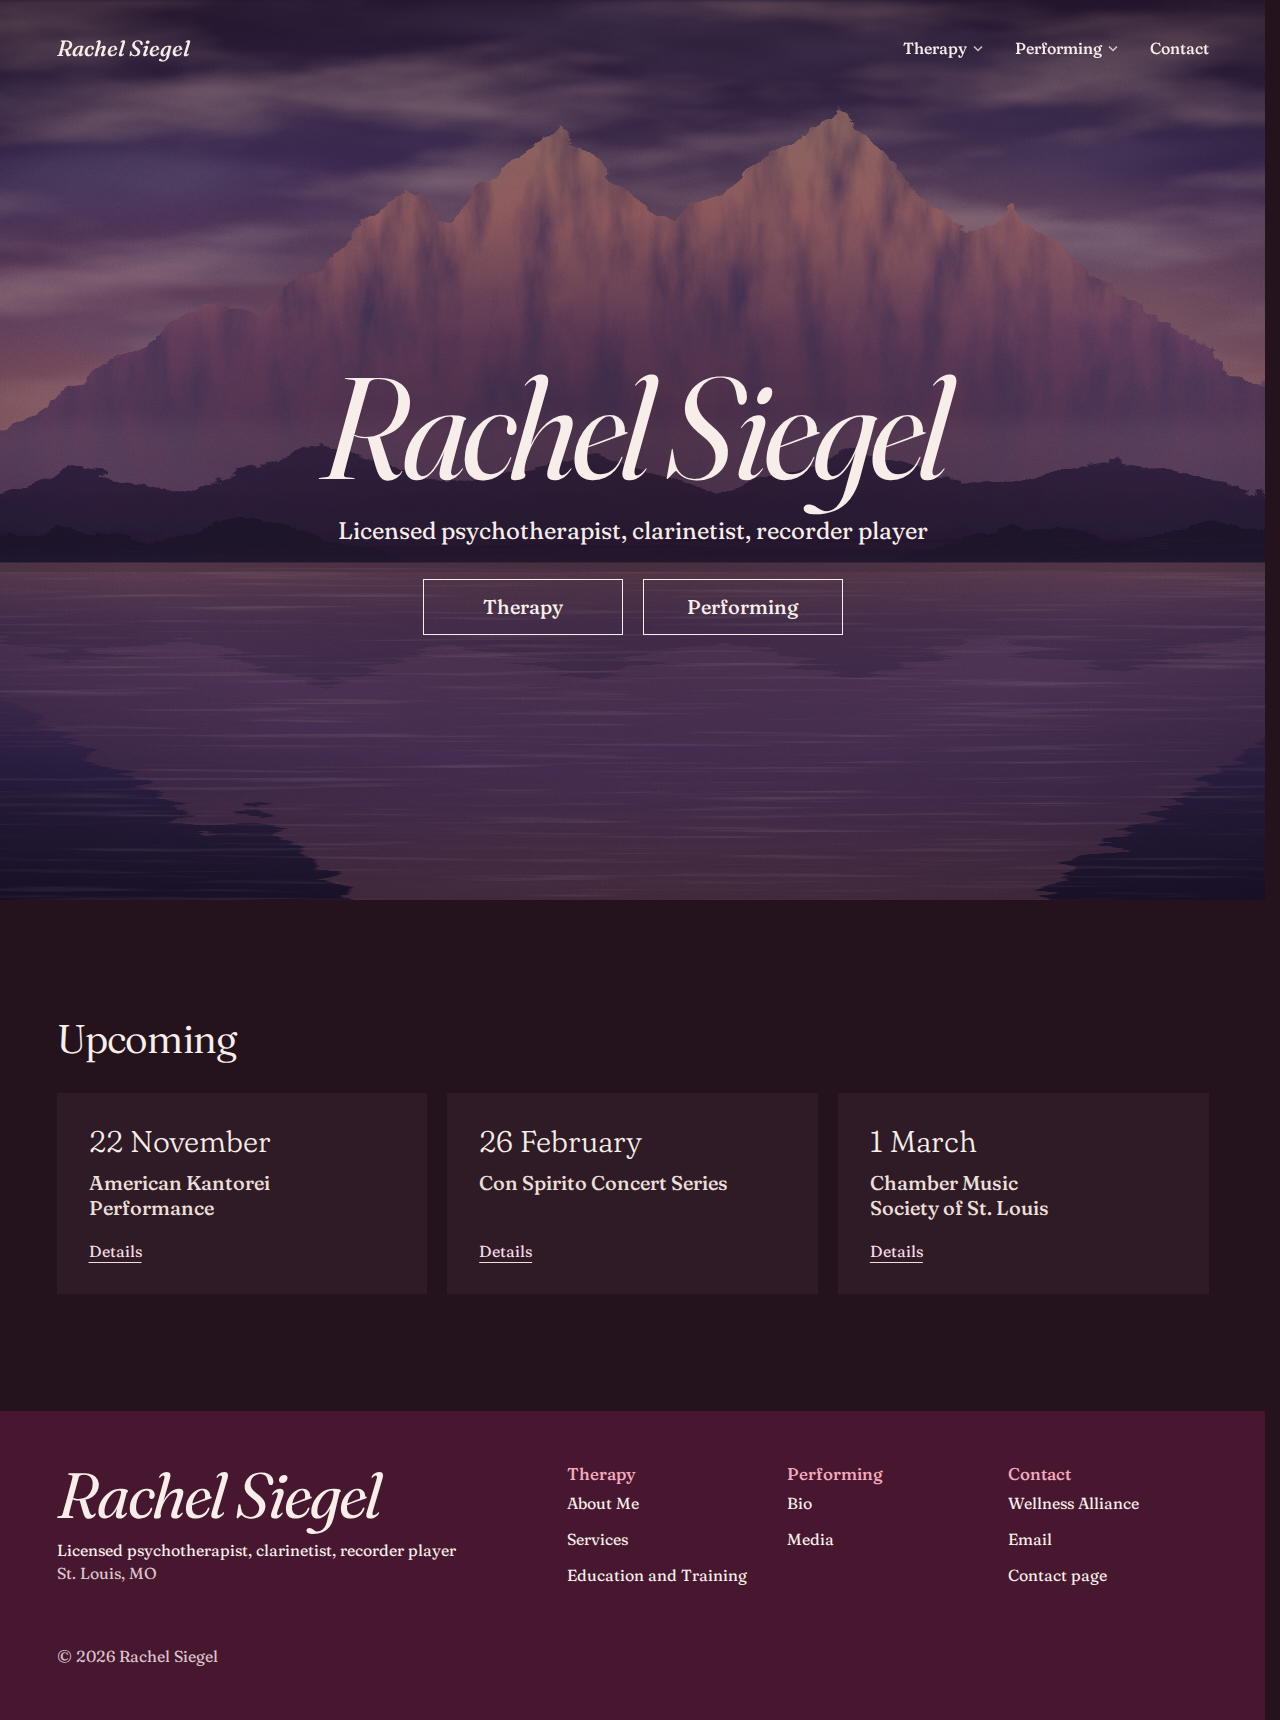 Rachel Siegel
Therapy
Performing
Contact
Rachel Siegel
Licensed psychotherapist, clarinetist, recorder player
Therapy
Performing
Upcoming
22 November
American Kantorei
Performance
Details
26 February
Con Spirito Concert Series
Details
1 March
Chamber Music
Society of St. Louis
Details
Rachel Siegel
Licensed psychotherapist, clarinetist, recorder player
St. Louis, MO
Therapy
About Me
Services
Education and Training
Performing
Bio
Media
Contact
Wellness Alliance
Email
Contact page
© 2026 Rachel Siegel